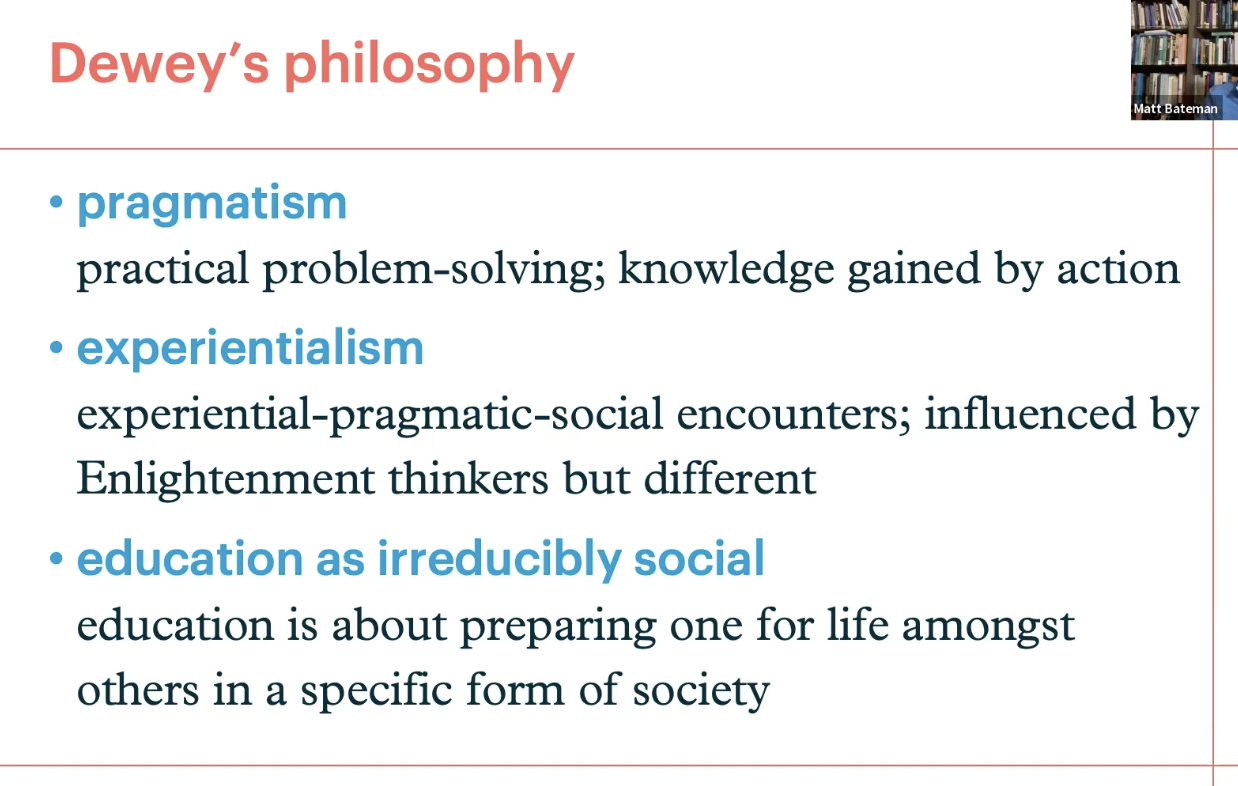 Dewey’s philosophy
Matt Bateman
• pragmatism
practical problem-solving; knowledge gained by action
• experientialism
experiential-pragmatic-social encounters; influenced by
Enlightenment thinkers but different
• education as irreducibly social
education is about preparing one for life amongst
others in a specific form of society